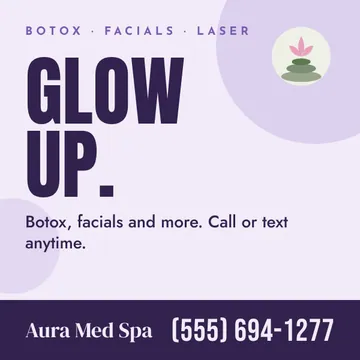 BOTOX · FACIALS · LASER
GLOW
UP.
Botox, facials and more. Call or text
anytime.
Aura Med Spa (555) 694-1277